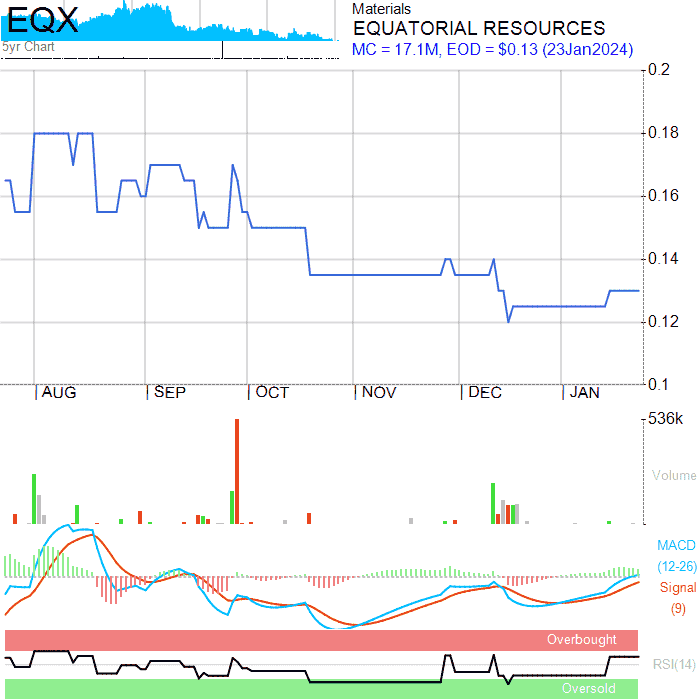 EQX
5yr Chart
Materials
EQUATORIAL RESOURCES
MC = 17.1M, EOD = $0.13 (23Jan2024)
0.2
0.18
0.16
0.14
0.12
0.1
AUG SEP OCT NOV DEC JAN
536k
Volume
MACD
(12-26)
Signal
(9)
Overbought
RSI(14)
Oversold